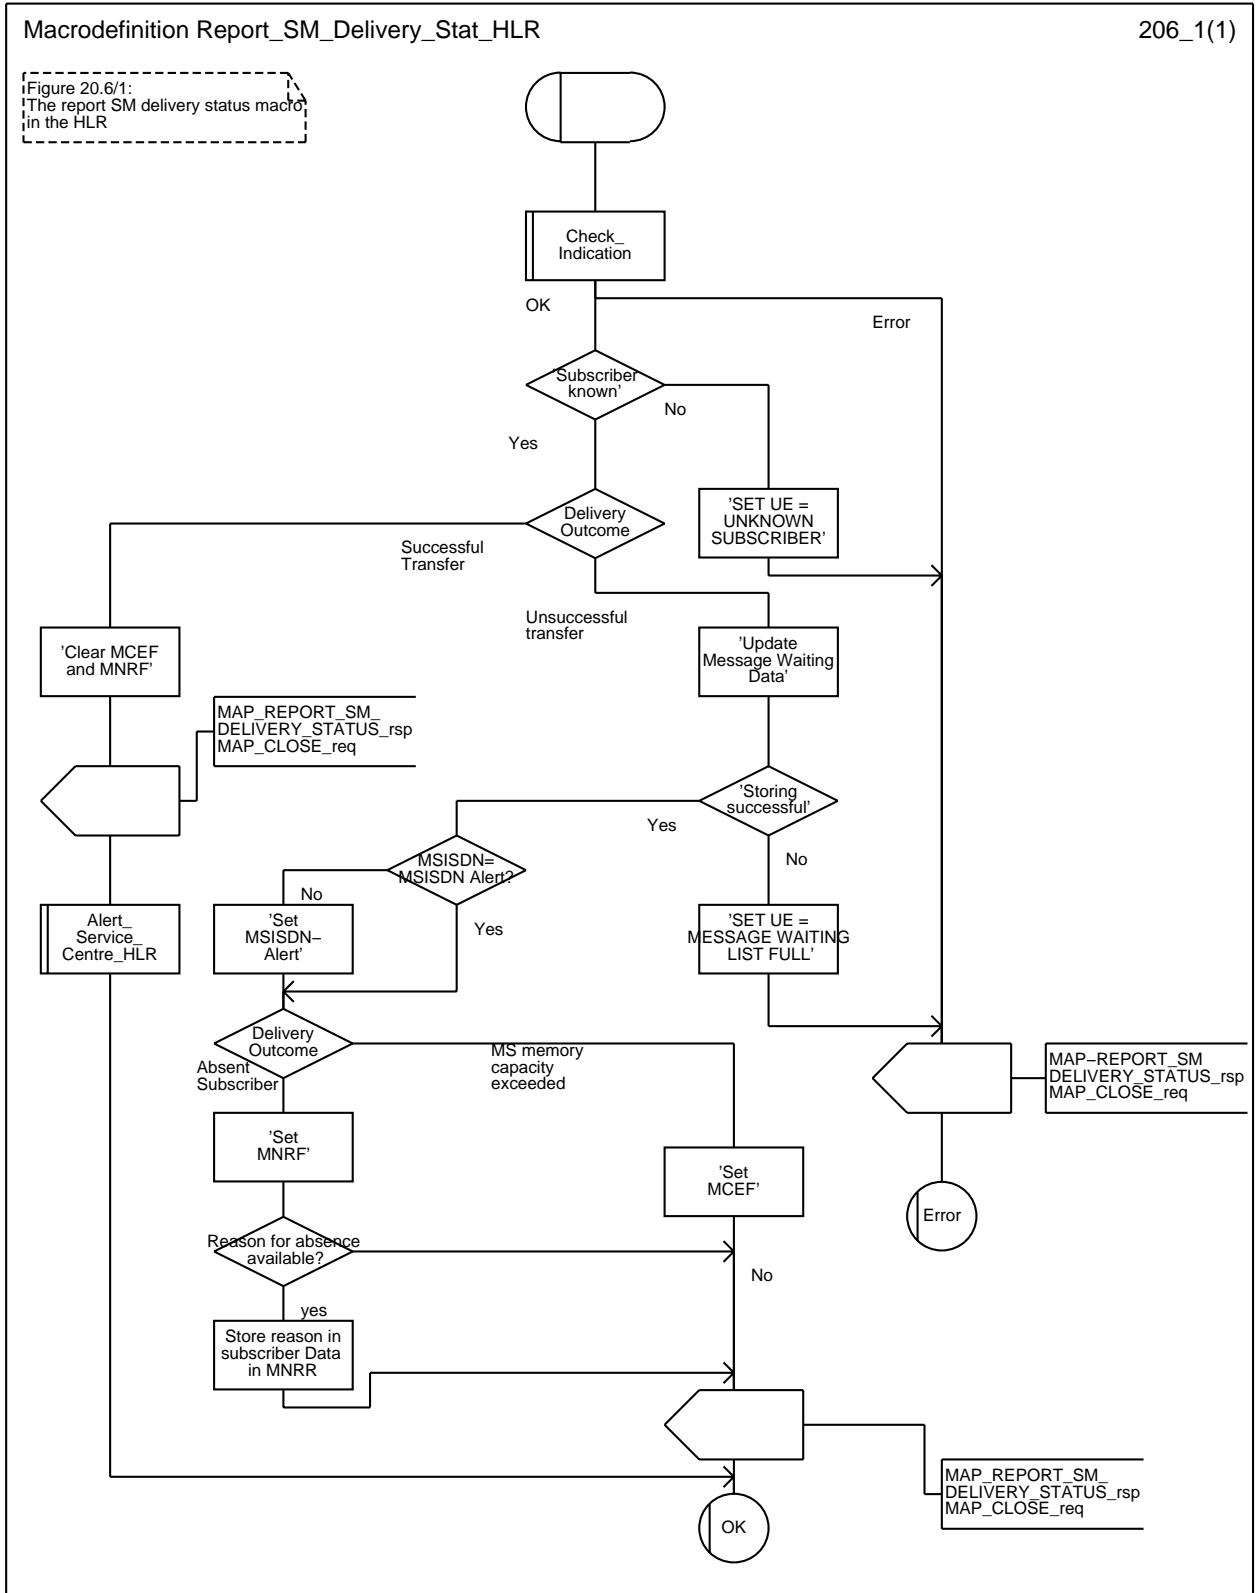 Macrodefinition Report_SM_Delivery_Stat_HLR
206_1(1)
Figure 20.6/1:
The report SM delivery status macro
in the HLR
Check_
Indication
OK
Error
'Subscriber
known'
No
Yes
Delivery
Outcome
'SET UE =
UNKNOWN
SUBSCRIBER'
Successful
Transfer
Unsuccessful
transfer
'Clear MCEF
and MNRF'
'Update
Message Waiting
Data'
MAP_REPORT_SM_
DELIVERY_STATUS_rsp
MAP_CLOSE_req
'Storing
successful'
Yes
No
MSISDN=
MSISDN Alert?
No
Yes
Alert_
Service_
Centre_HLR
'Set
MSISDN−
Alert'
'SET UE =
MESSAGE WAITING
LIST FULL'
Delivery
Outcome
Absent
Subscriber
MS memory
capacity
exceeded
MAP−REPORT_SM
DELIVERY_STATUS_rsp
MAP_CLOSE_req
'Set
MNRF'
'Set
MCEF'
Error
Reason for absence
available?
No
yes
Store reason in
subscriber Data
in MNRR
MAP_REPORT_SM_
DELIVERY_STATUS_rsp
MAP_CLOSE_req
OK